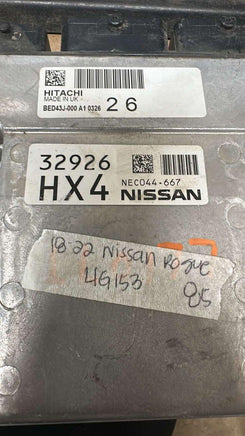 HITACHI
MADE IN UK
BED43J-000 A1 0326 26
32926
HX4 NEC044-667 NISSAN
18-22 Nissan Rogue
4G153
85